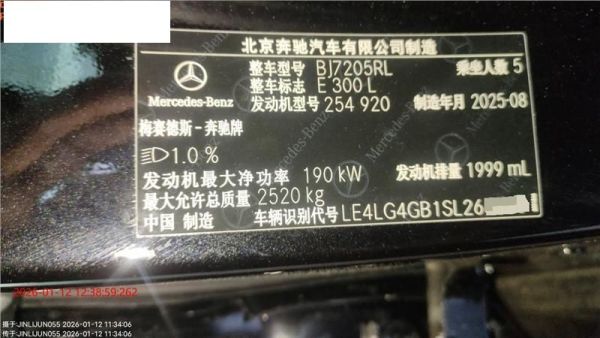 北京奔驰汽车有限公司制造
整车型号 BJ7205RL 乘坐人数 5
整车标志 E 300 L
发动机型号 254 920 制造年月 2025-08
Mercedes-Benz
梅赛德斯-奔驰牌
1.0 %
发动机最大净功率 190 kW 发动机排量 1999 mL
最大允许总质量 2520 kg
中国 制造 车辆识别代号 LE4LG4GB1SL26
2026-01-12 12:38:59:262
摄于:JINLIJUN055 2026-01-12 11:34:06
传于:JINLIJUN055 2026-01-12 11:34:06